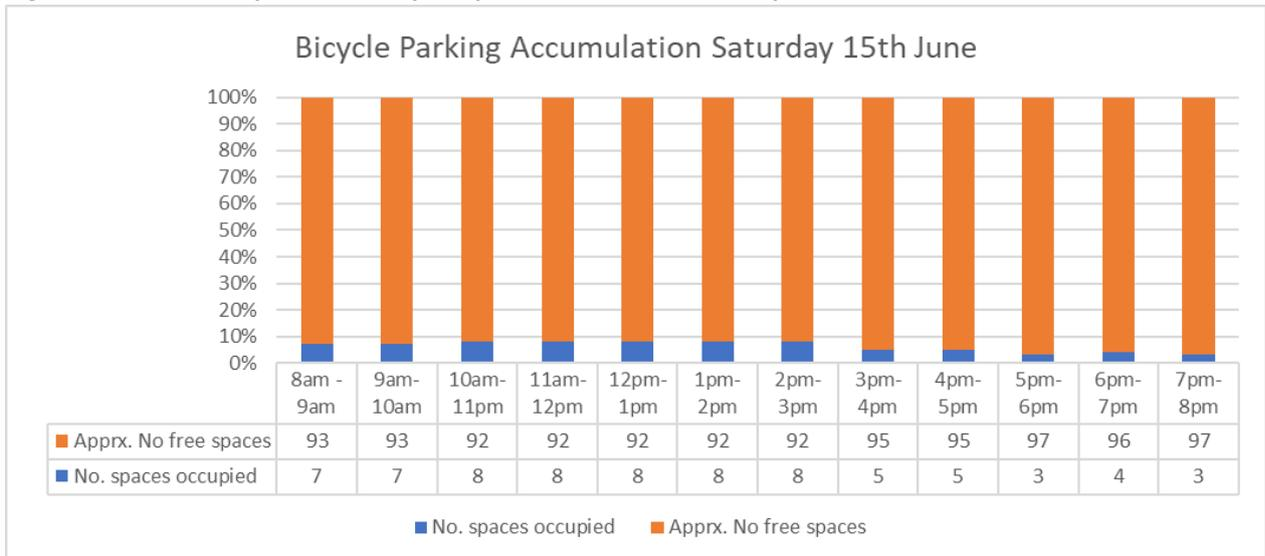 Bicycle Parking Accumulation Saturday 15th June
100%
90%
80%
70%
60%
50%
40%
30%
20%
10%
0%
8am - 9am- 10am- 11am- 12pm- 1pm- 2pm- 3pm- 4pm- 5pm- 6pm- 7pm-
9am 10am 11pm 12pm 1pm 2pm 3pm 4pm 5pm 6pm 7pm 8pm
Apprx. No free spaces 93 93 92 92 92 92 92 95 95 97 96 97
No. spaces occupied 7 7 8 8 8 8 8 5 5 3 4 3
No. spaces occupied Apprx. No free spaces